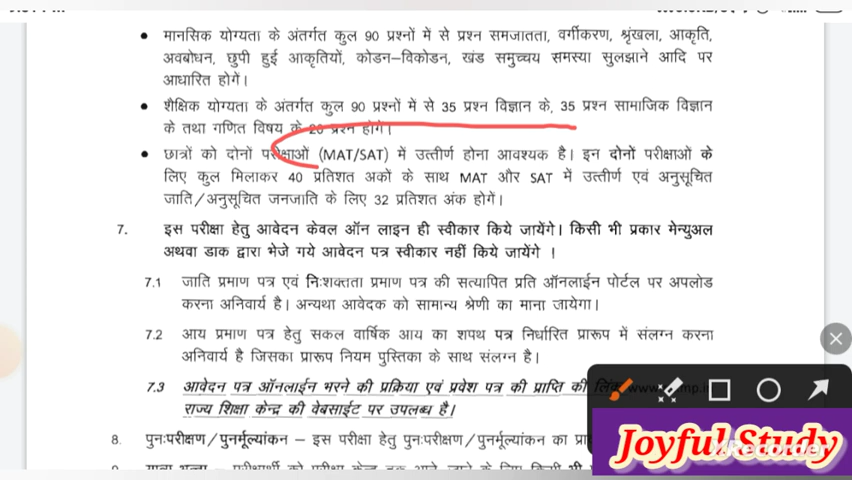 • मानसिक योग्यता के अंतर्गत कुल 90 प्रश्नों में से प्रश्न समजातता, वर्गीकरण, श्रृंखला, आकृति,
अवबोधन, छुपी हुई आकृतियों, कोडन–विकोडन, खंड समुच्चय समस्या सुलझाने आदि पर
आधारित होगें।
• शैक्षिक योग्यता के अंतर्गत कुल 90 प्रश्नों में से 35 प्रश्न विज्ञान के, 35 प्रश्न सामाजिक विज्ञान
के तथा गणित विषय के 20 प्रश्न होगें।
• छात्रों को दोनों परीक्षाओं (MAT/SAT) में उत्तीर्ण होना आवश्यक है। इन दोनों परीक्षाओं के
लिए कुल मिलाकर 40 प्रतिशत अकों के साथ MAT और SAT में उत्तीर्ण एवं अनुसूचित
जाति/अनुसूचित जनजाति के लिए 32 प्रतिशत अंक होगें।
7. इस परीक्षा हेतु आवेदन केवल ऑन लाइन ही स्वीकार किये जायेंगे। किसी भी प्रकार मेन्युअल
अथवा डाक द्वारा भेजे गये आवेदन पत्र स्वीकार नहीं किये जायेंगे !
7.1 जाति प्रमाण पत्र एवं निःशक्तता प्रमाण पत्र की सत्यापित प्रति ऑनलाईन पोर्टल पर अपलोड
करना अनिवार्य है। अन्यथा आवेदक को सामान्य श्रेणी का माना जायेगा।
7.2 आय प्रमाण पत्र हेतु सकल वार्षिक आय का शपथ पत्र निर्धारित प्रारूप में संलग्न करना
अनिवार्य है जिसका प्रारूप नियम पुस्तिका के साथ संलग्न है।
7.3 आवेदन पत्र ऑनलाईन भरने की प्रक्रिया एवं प्रवेश पत्र की प्राप्ति की लिंक
राज्य शिक्षा केन्द्र की वेबसाईट पर उपलब्ध है।
8. पुनःपरीक्षण/पुनर्मूल्यांकन – इस परीक्षा हेतु पुनःपरीक्षण/पुनर्मूल्यांकन का
Joyful Study